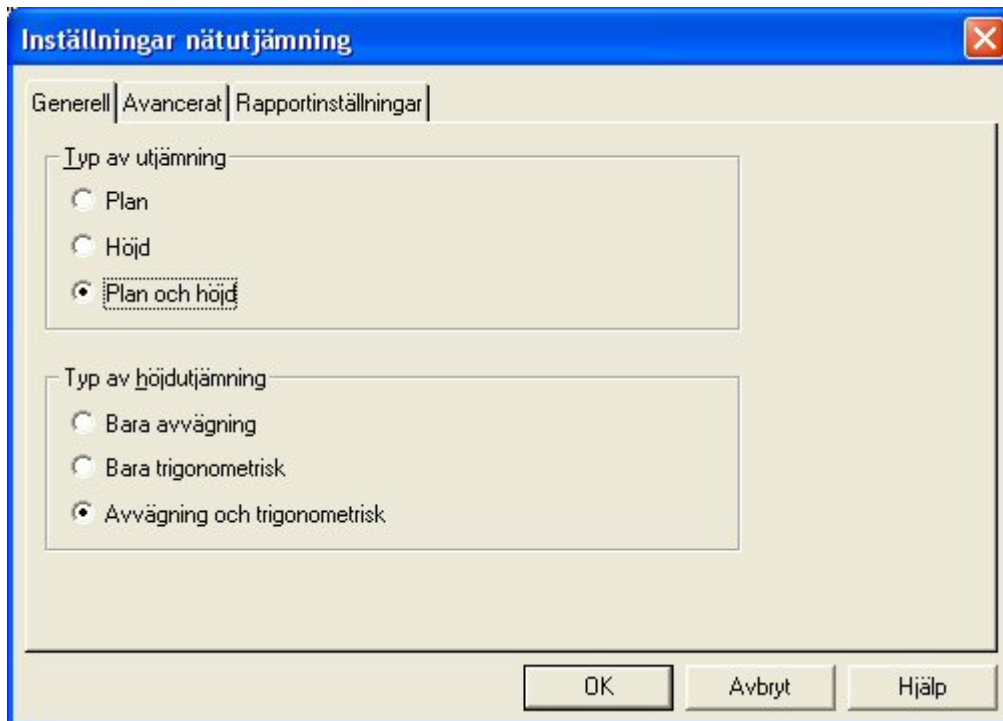 Inställningar nätutjämning
Generell Avancerat Rapportinställningar
Typ av utjämning
Plan
Höjd
Plan och höjd
Typ av höjdutjämning
Bara avvägning
Bara trigonometrisk
Avvägning och trigonometrisk
OK Avbryt Hjälp